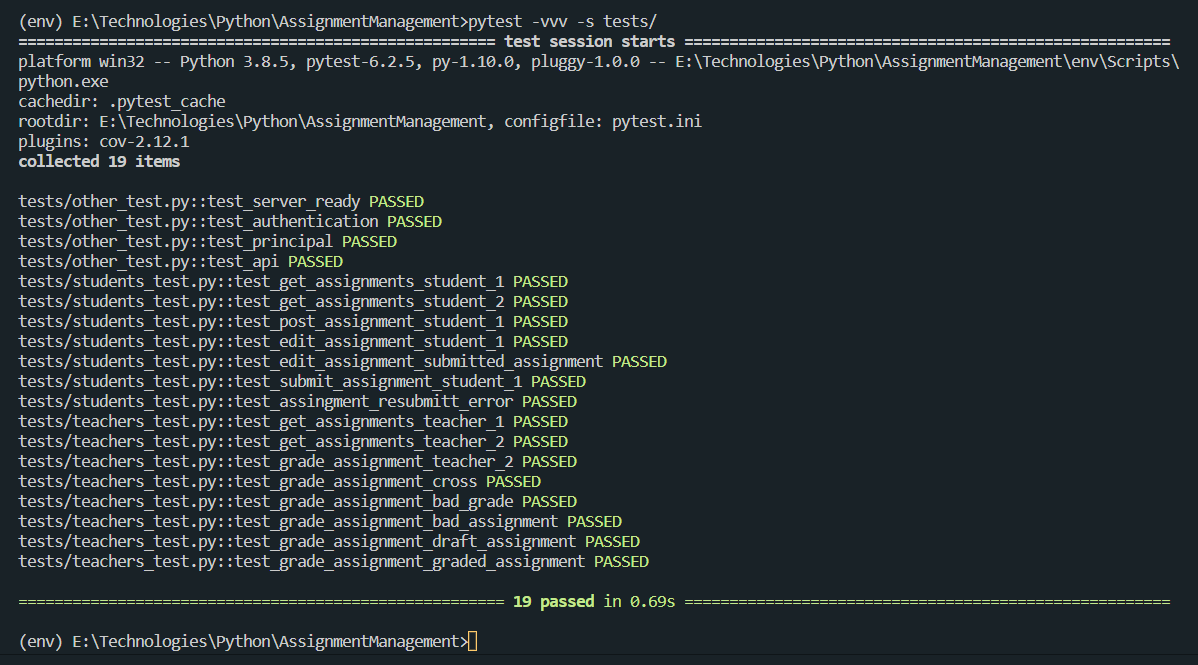 (env) E:\Technologies\Python\AssignmentManagement>pytest -vvv -s tests/
===================================================== test session starts ======================================================
platform win32 -- Python 3.8.5, pytest-6.2.5, py-1.10.0, pluggy-1.0.0 -- E:\Technologies\Python\AssignmentManagement\env\Scripts\
python.exe
cachedir: .pytest_cache
rootdir: E:\Technologies\Python\AssignmentManagement, configfile: pytest.ini
plugins: cov-2.12.1
collected 19 items
tests/other_test.py::test_server_ready PASSED
tests/other_test.py::test_authentication PASSED
tests/other_test.py::test_principal PASSED
tests/other_test.py::test_api PASSED
tests/students_test.py::test_get_assignments_student_1 PASSED
tests/students_test.py::test_get_assignments_student_2 PASSED
tests/students_test.py::test_post_assignment_student_1 PASSED
tests/students_test.py::test_edit_assignment_student_1 PASSED
tests/students_test.py::test_edit_assignment_submitted_assignment PASSED
tests/students_test.py::test_submit_assignment_student_1 PASSED
tests/students_test.py::test_assingment_resubmitt_error PASSED
tests/teachers_test.py::test_get_assignments_teacher_1 PASSED
tests/teachers_test.py::test_get_assignments_teacher_2 PASSED
tests/teachers_test.py::test_grade_assignment_teacher_2 PASSED
tests/teachers_test.py::test_grade_assignment_cross PASSED
tests/teachers_test.py::test_grade_assignment_bad_grade PASSED
tests/teachers_test.py::test_grade_assignment_bad_assignment PASSED
tests/teachers_test.py::test_grade_assignment_draft_assignment PASSED
tests/teachers_test.py::test_grade_assignment_graded_assignment PASSED
====================================================== 19 passed in 0.69s ======================================================
(env) E:\Technologies\Python\AssignmentManagement>